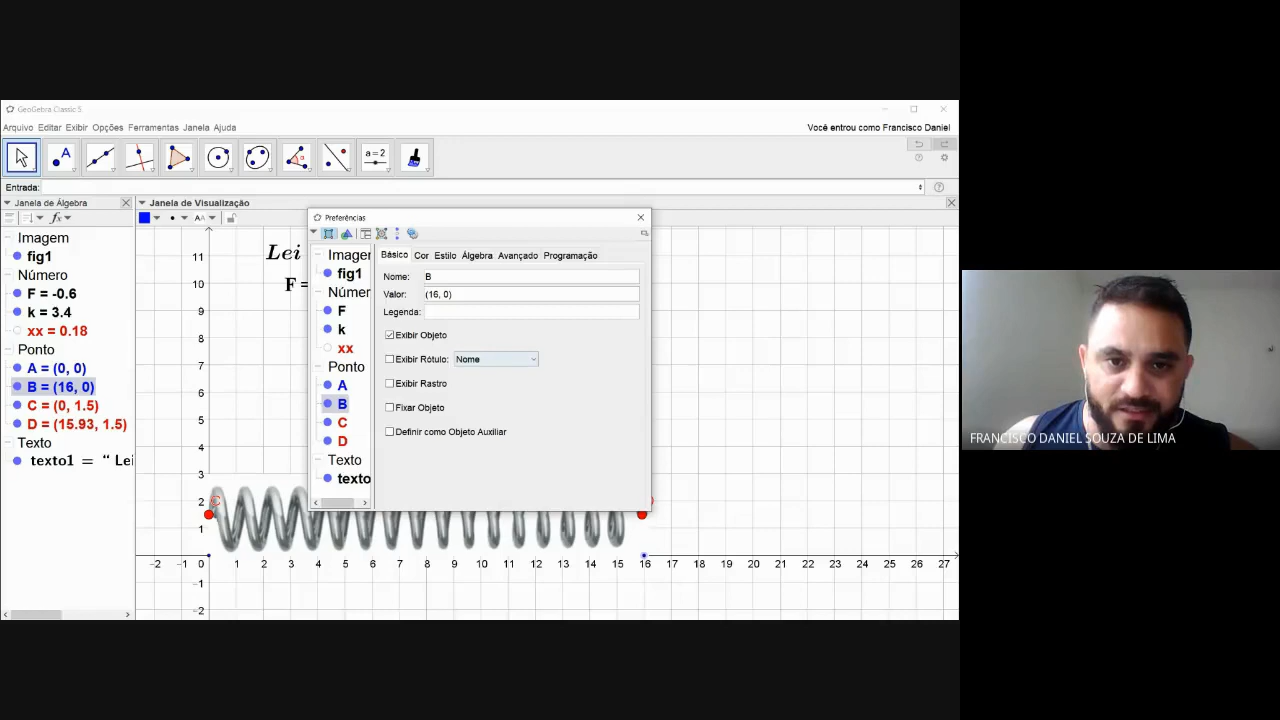 GeoGebra Classic 5
Arquivo Editar Exibir Opções Ferramentas Janela Ajuda
Você entrou como Francisco Daniel
A
a=2
Entrada:
Janela de Álgebra
Janela de Visualização
AA
Imagem
fig1
Número
F = -0.6
k = 3.4
xx = 0.18
Ponto
A = (0, 0)
B = (16, 0)
C = (0, 1.5)
D = (15.93, 1.5)
Texto
texto1 = “ Lei
Lei
F =
Preferências
Imagem
fig1
Número
F
k
xx
Ponto
A
B
C
D
Texto
texto
Básico Cor Estilo Álgebra Avançado Programação
Nome: B
Valor: (16, 0)
Legenda:
Exibir Objeto
Exibir Rótulo: Nome
Exibir Rastro
Fixar Objeto
Definir como Objeto Auxiliar
11
10
9
8
7
6
5
4
3
2
1
C
−2 −1 0 1 2 3 4 5 6 7 8 9 10 11 12 13 14 15 16 17 18 19 20 21 22 23 24 25 26 27
−1
−2
FRANCISCO DANIEL SOUZA DE LIMA